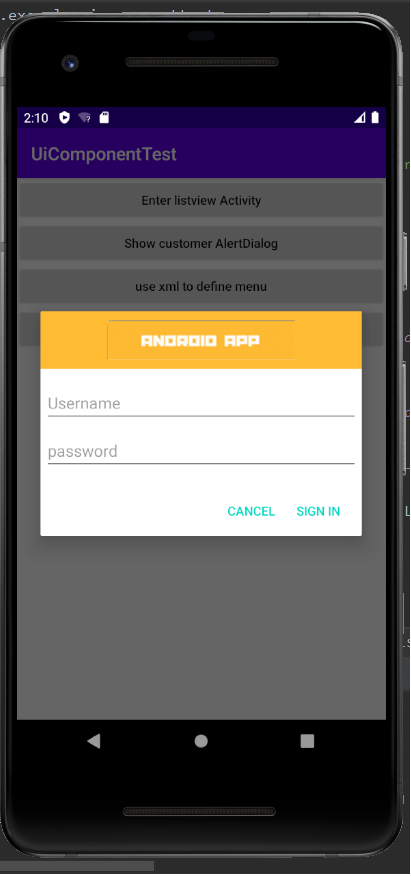 2:10
UiComponentTest
Enter listview Activity
Show customer AlertDialog
use xml to define menu
ANDROID APP
Username
password
CANCEL SIGN IN